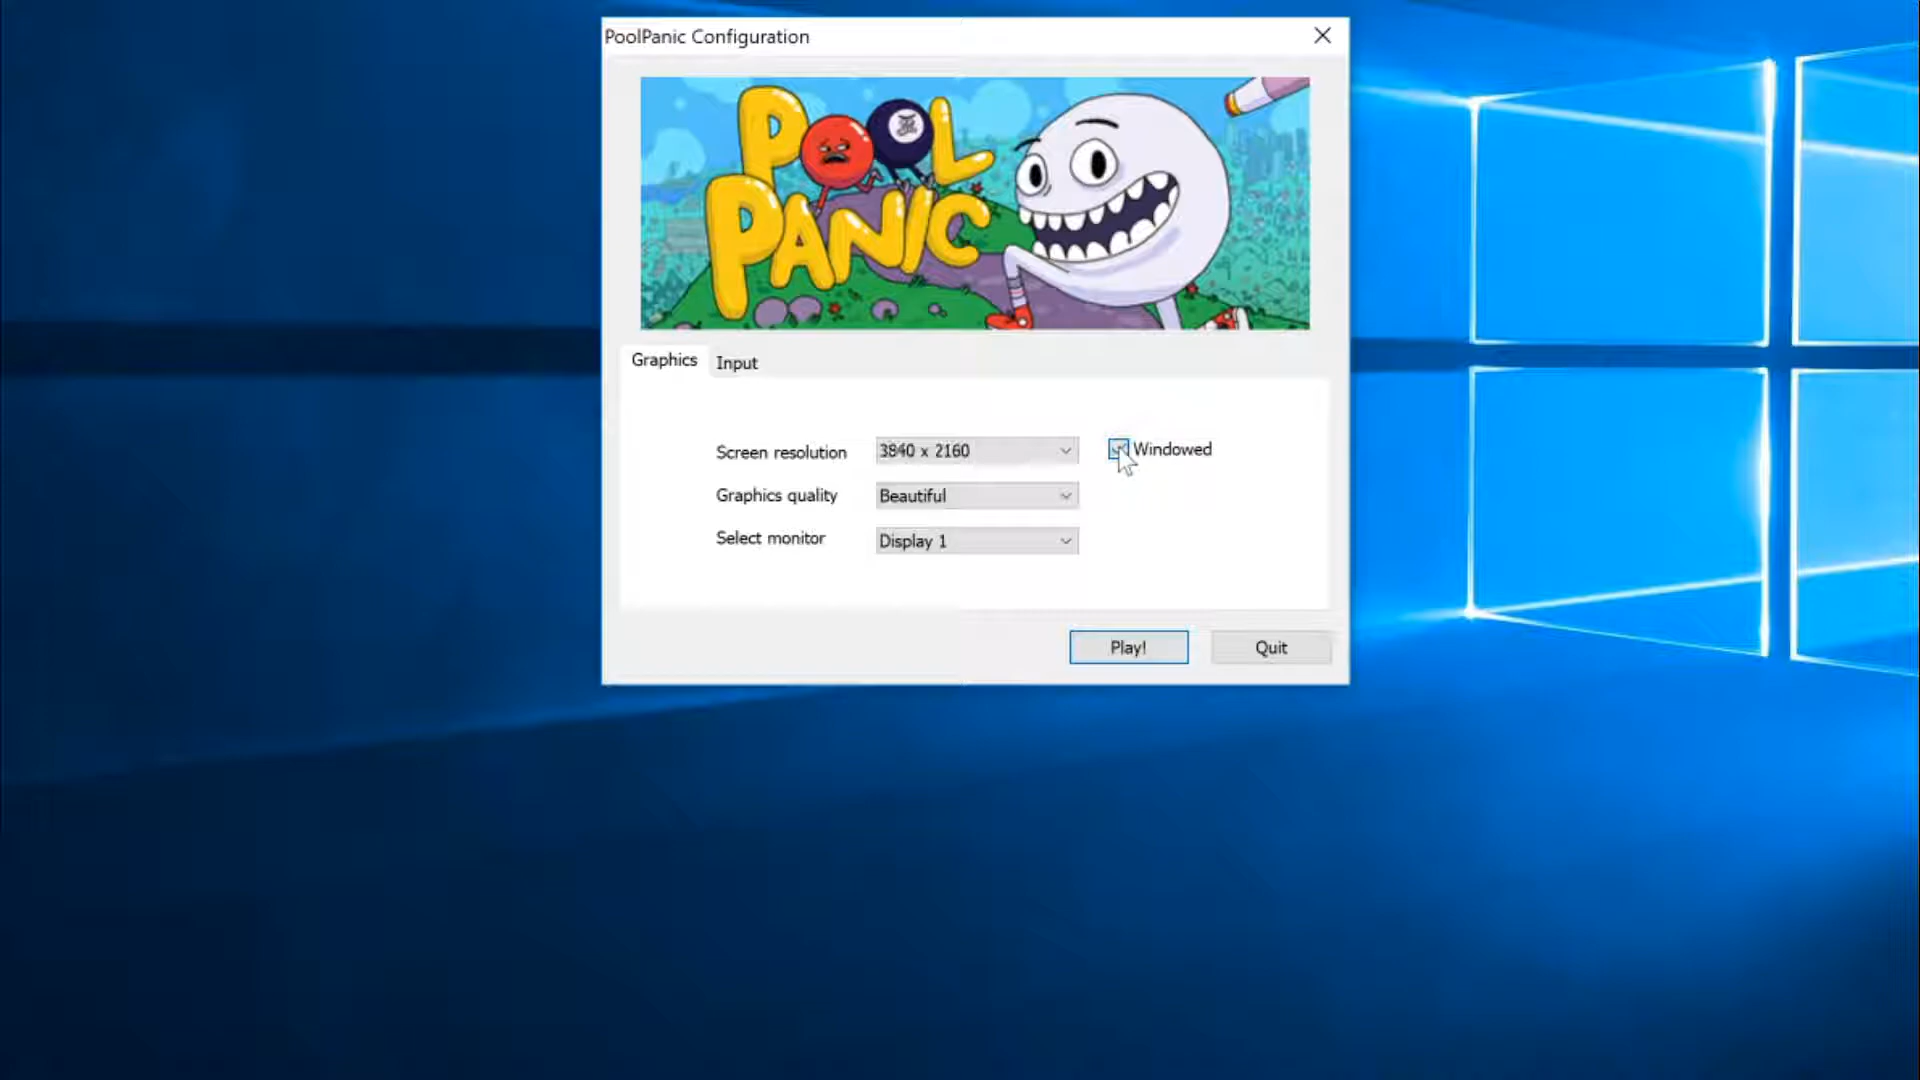 PoolPanic Configuration
POOL
PANIC
Graphics
Input
Screen resolution
3840 x 2160
Windowed
Graphics quality
Beautiful
Select monitor
Display 1
Play!
Quit